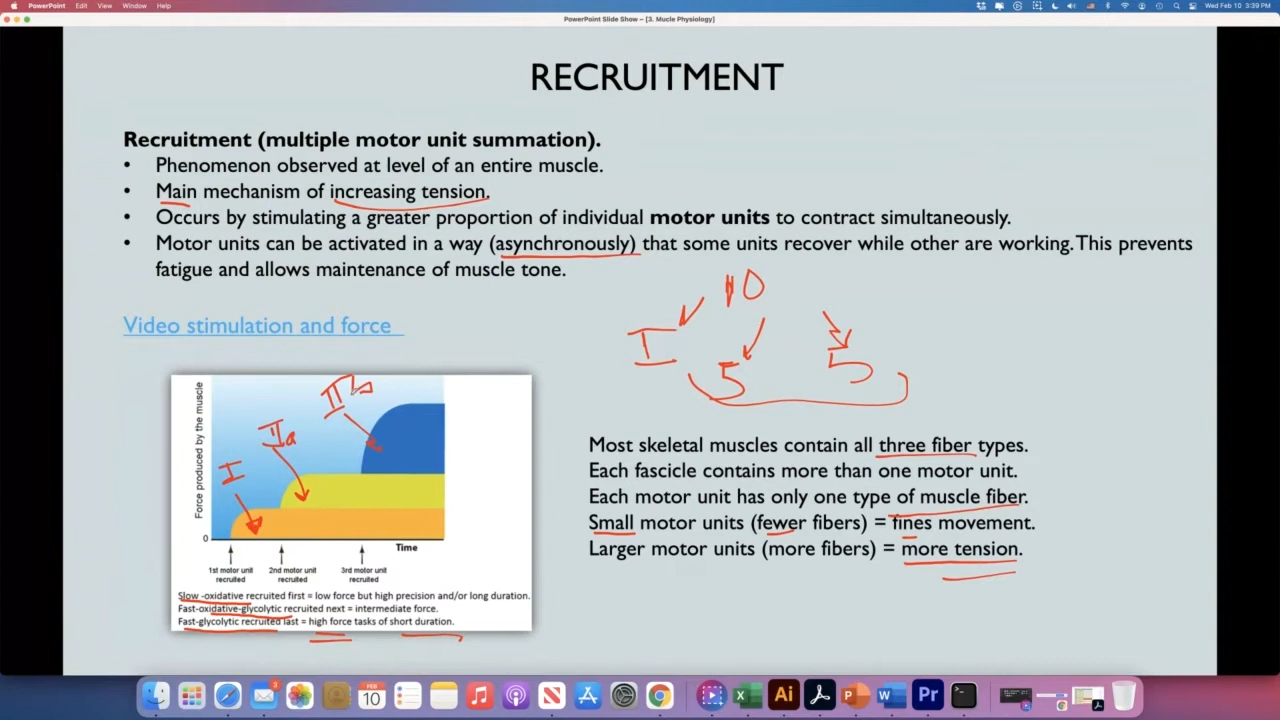 PowerPoint Edit View Window Help
Wed Feb 10 3:39 PM
PowerPoint Slide Show – [3. Mucle Physiology]
RECRUITMENT
Recruitment (multiple motor unit summation).
• Phenomenon observed at level of an entire muscle.
• Main mechanism of increasing tension.
• Occurs by stimulating a greater proportion of individual motor units to contract simultaneously.
• Motor units can be activated in a way (asynchronously) that some units recover while other are working. This prevents
fatigue and allows maintenance of muscle tone.
Video stimulation and force
10
I 5 5
Force produced by the muscle
I
IIa
IIb
0
Time
1st motor unit recruited
2nd motor unit recruited
3rd motor unit recruited
Slow -oxidative recruited first = low force but high precision and/or long duration.
Fast-oxidative-glycolytic recruited next = intermediate force.
Fast-glycolytic recruited last = high force tasks of short duration.
Most skeletal muscles contain all three fiber types.
Each fascicle contains more than one motor unit.
Each motor unit has only one type of muscle fiber.
Small motor units (fewer fibers) = fines movement.
Larger motor units (more fibers) = more tension.
3
FEB
10
Ai
X
P
W
Pr